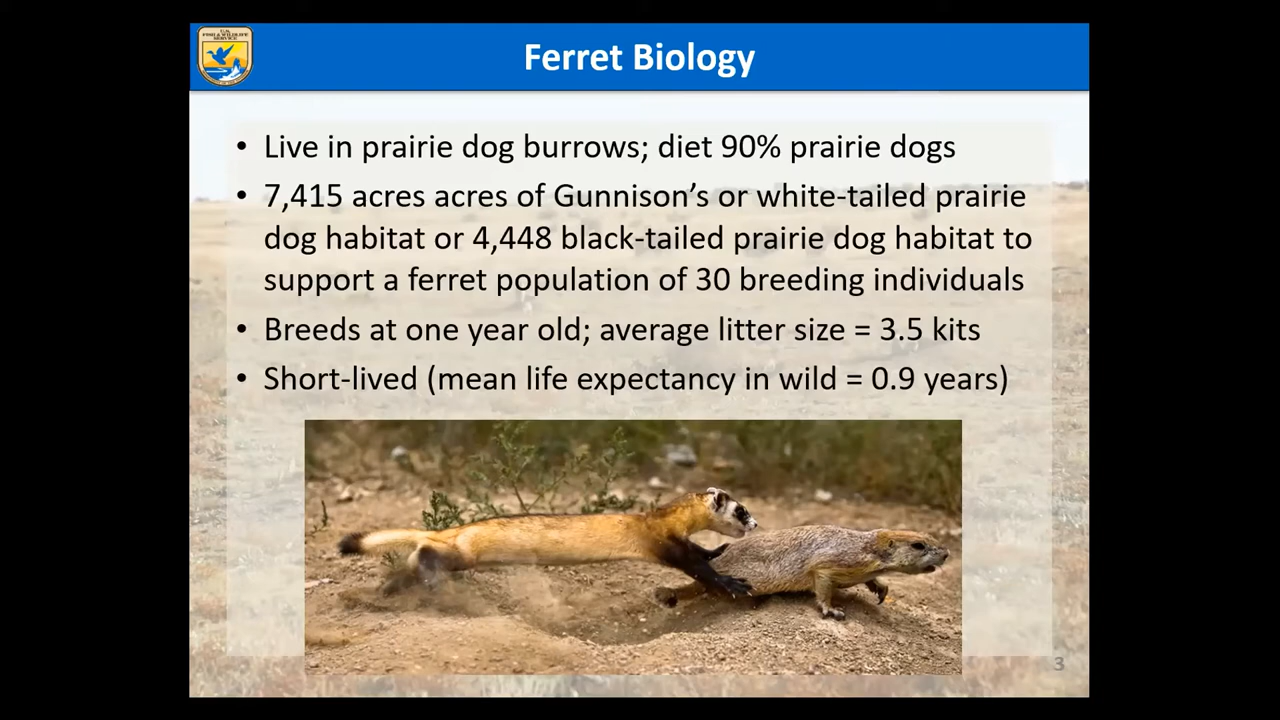 U.S.
FISH & WILDLIFE
SERVICE
Ferret Biology
• Live in prairie dog burrows; diet 90% prairie dogs
• 7,415 acres acres of Gunnison’s or white-tailed prairie
dog habitat or 4,448 black-tailed prairie dog habitat to
support a ferret population of 30 breeding individuals
• Breeds at one year old; average litter size = 3.5 kits
• Short-lived (mean life expectancy in wild = 0.9 years)
3